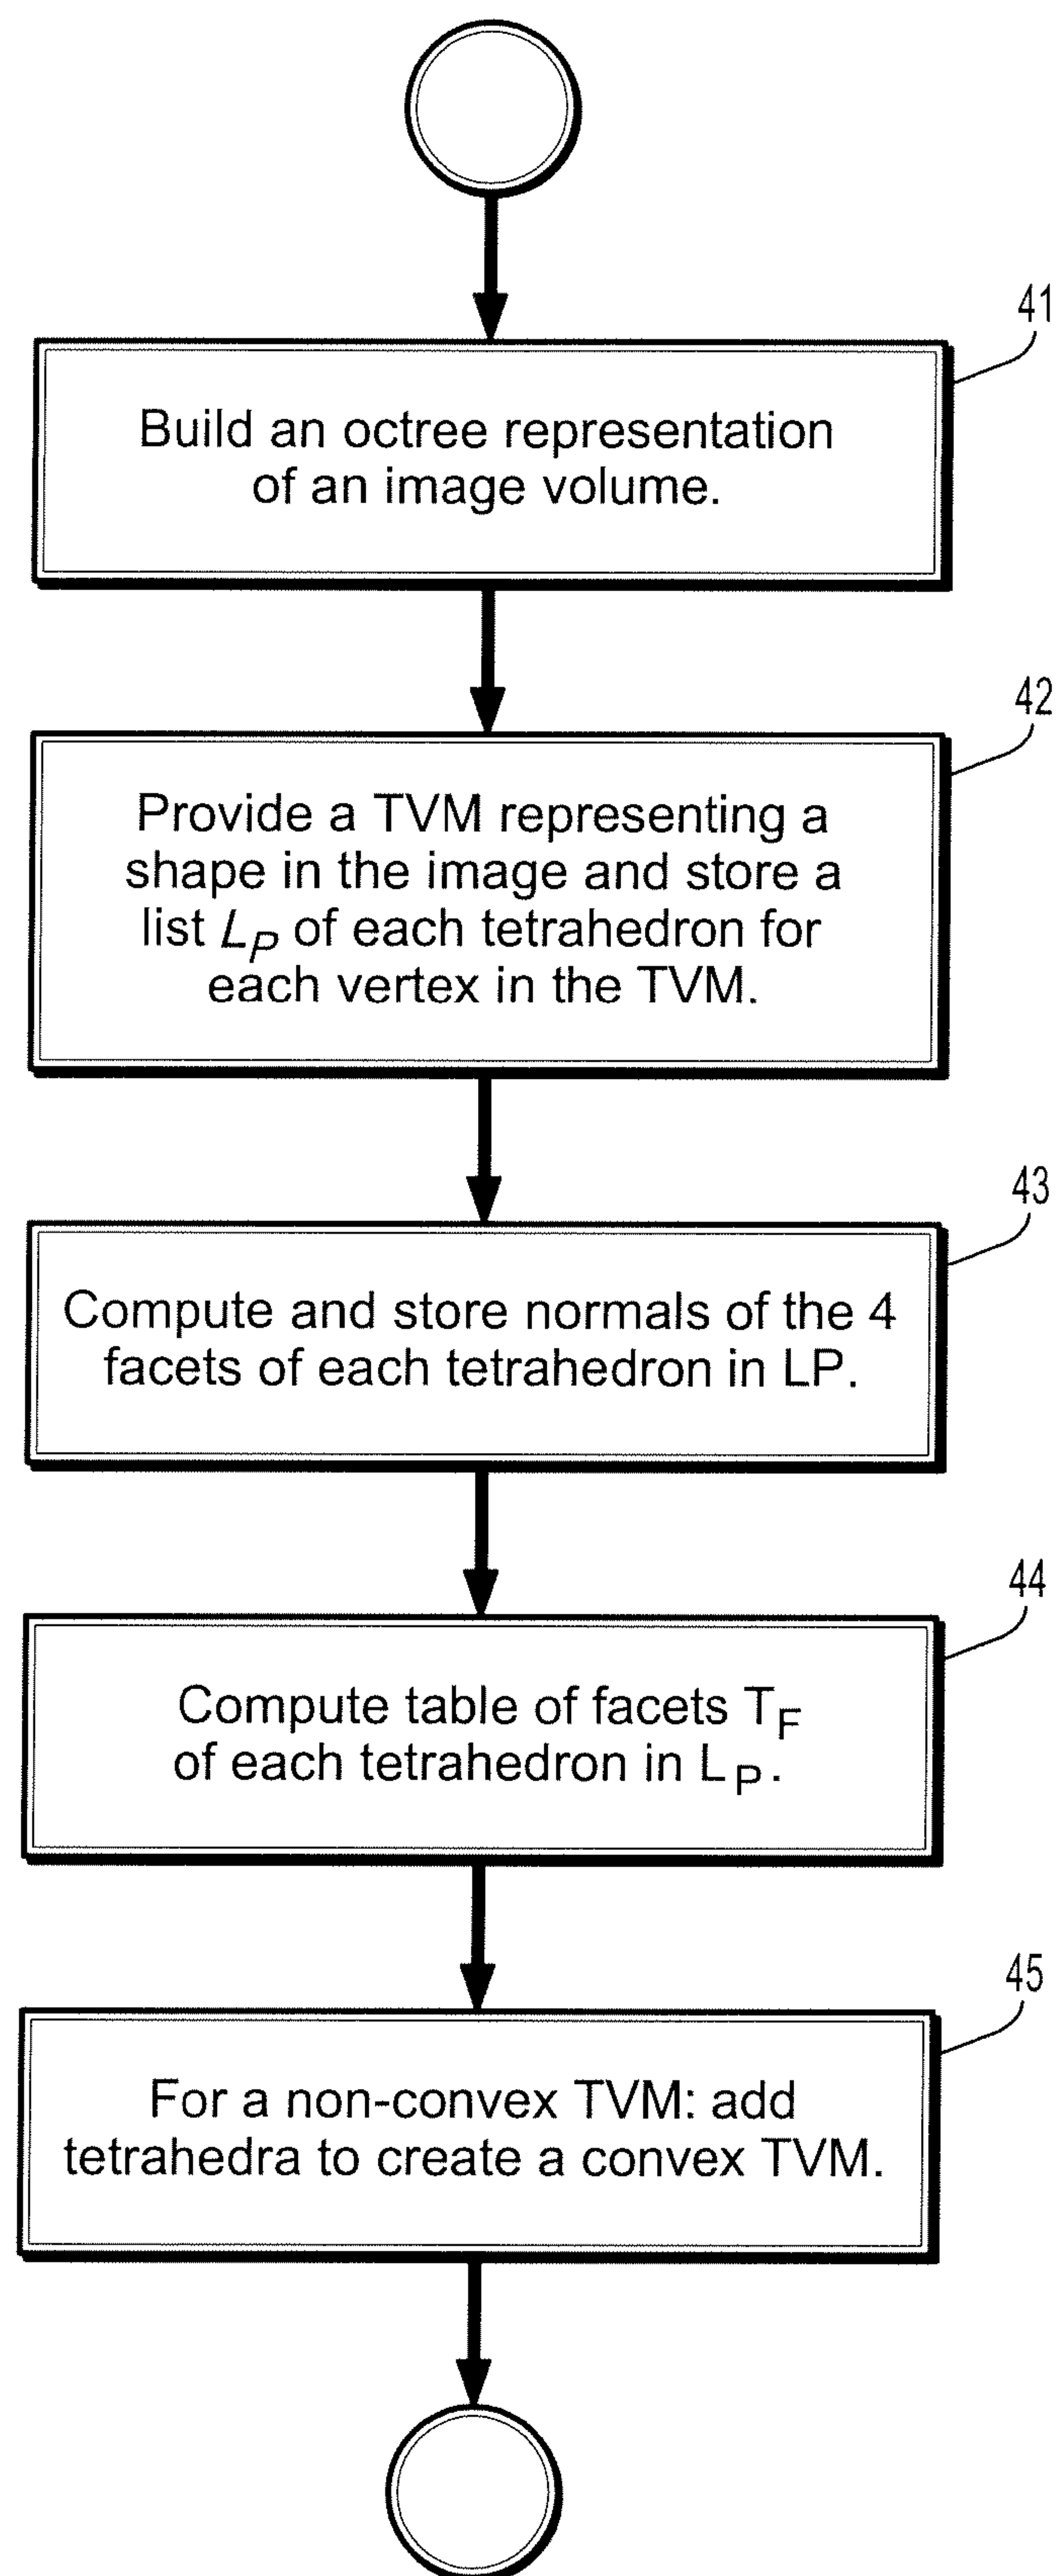 41
Build an octree representation
of an image volume.
42
Provide a TVM representing a
shape in the image and store a
list LP of each tetrahedron for
each vertex in the TVM.
43
Compute and store normals of the 4
facets of each tetrahedron in LP.
44
Compute table of facets TF
of each tetrahedron in LP.
45
For a non-convex TVM: add
tetrahedra to create a convex TVM.